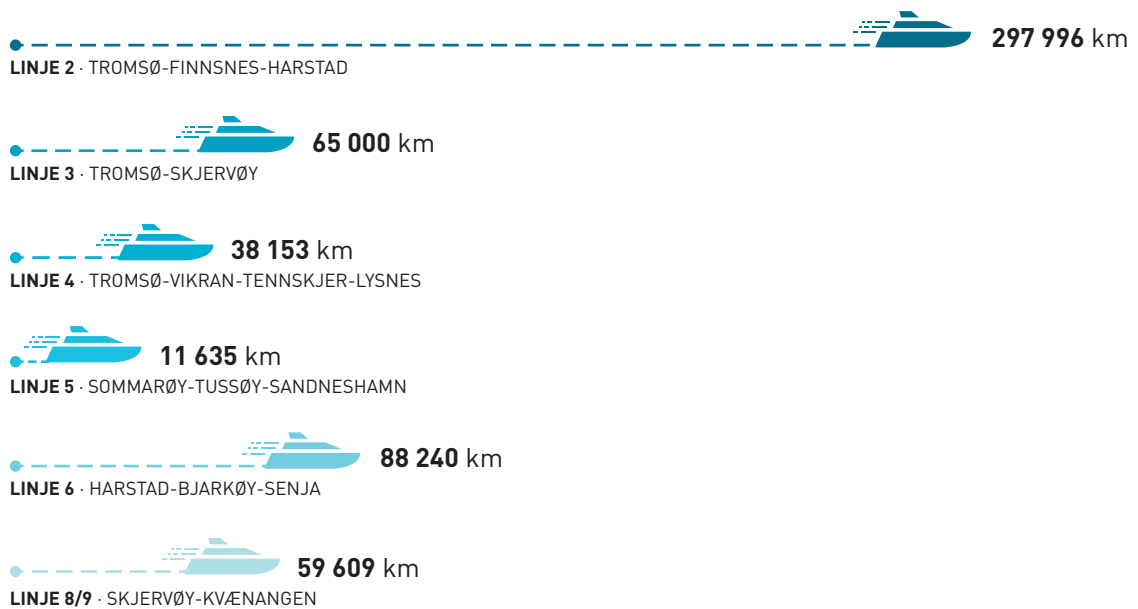 297 996 km
LINJE 2 · TROMSØ-FINNSNES-HARSTAD
65 000 km
LINJE 3 · TROMSØ-SKJERVØY
38 153 km
LINJE 4 · TROMSØ-VIKRAN-TENNSKJER-LYSNES
11 635 km
LINJE 5 · SOMMARØY-TUSSØY-SANDNESHAMN
88 240 km
LINJE 6 · HARSTAD-BJARKØY-SENJA
59 609 km
LINJE 8/9 · SKJERVØY-KVÆNANGEN